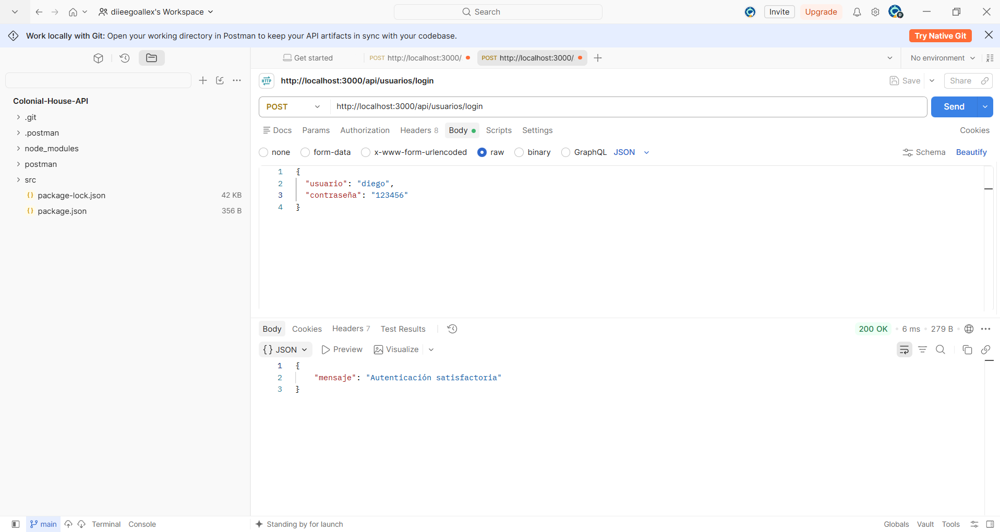 diieegoallex's Workspace
Search
Invite
Upgrade
D
Work locally with Git: Open your working directory in Postman to keep your API artifacts in sync with your codebase.
Try Native Git
Get started
POST http://localhost:3000/
POST http://localhost:3000/
No environment
HTTP
http://localhost:3000/api/usuarios/login
Save
Share
Colonial-House-API
.git
.postman
node_modules
postman
src
{} package-lock.json 42 KB
{} package.json 356 B
POST
http://localhost:3000/api/usuarios/login
Send
Docs
Params
Authorization
Headers 8
Body
Scripts
Settings
Cookies
none
form-data
x-www-form-urlencoded
raw
binary
GraphQL
JSON
Schema
Beautify
1 {
2 "usuario": "diego",
3 "contraseña": "123456"
4 }
Body
Cookies
Headers 7
Test Results
200 OK
6 ms
279 B
{} JSON
Preview
Visualize
1 {
2 "mensaje": "Autenticación satisfactoria"
3 }
main
Terminal
Console
Standing by for launch
Globals
Vault
Tools